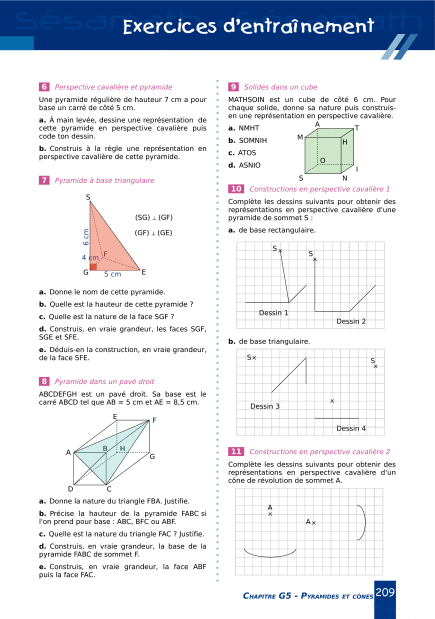 Sésamath
Exercices d'entraînement
6 Perspective cavalière et pyramide
Une pyramide régulière de hauteur 7 cm a pour
base un carré de côté 5 cm.
a. À main levée, dessine une représentation de
cette pyramide en perspective cavalière puis
code ton dessin.
b. Construis à la règle une représentation en
perspective cavalière de cette pyramide.
7 Pyramide à base triangulaire
S
(SG) ⊥ (GF)
(GF) ⊥ (GE)
6 cm
4 cm
F
G
5 cm
E
a. Donne le nom de cette pyramide.
b. Quelle est la hauteur de cette pyramide ?
c. Quelle est la nature de la face SGF ?
d. Construis, en vraie grandeur, les faces SGF,
SGE et SFE.
e. Déduis-en la construction, en vraie grandeur,
de la face SFE.
8 Pyramide dans un pavé droit
ABCDEFGH est un pavé droit. Sa base est le
carré ABCD tel que AB = 5 cm et AE = 8,5 cm.
E
F
A
B
H
G
D
C
a. Donne la nature du triangle FBA. Justifie.
b. Précise la hauteur de la pyramide FABC si
l'on prend pour base : ABC, BFC ou ABF.
c. Quelle est la nature du triangle FAC ? Justifie.
d. Construis, en vraie grandeur, la base de la
pyramide FABC de sommet F.
e. Construis, en vraie grandeur, la face ABF
puis la face FAC.
9 Solides dans un cube
MATHSOIN est un cube de côté 6 cm. Pour
chaque solide, donne sa nature puis construis-
en une représentation en perspective cavalière.
a. NMHT
b. SOMNIH
c. ATOS
d. ASNIO
A
T
M
H
O
I
S
N
10 Constructions en perspective cavalière 1
Complète les dessins suivants pour obtenir des
représentations en perspective cavalière d'une
pyramide de sommet S :
a. de base rectangulaire.
S
S
Dessin 1
Dessin 2
b. de base triangulaire.
S
S
Dessin 3
Dessin 4
11 Constructions en perspective cavalière 2
Complète les dessins suivants pour obtenir des
représentations en perspective cavalière d'un
cône de révolution de sommet A.
A
A
CHAPITRE G5 - PYRAMIDES ET CÔNES 209